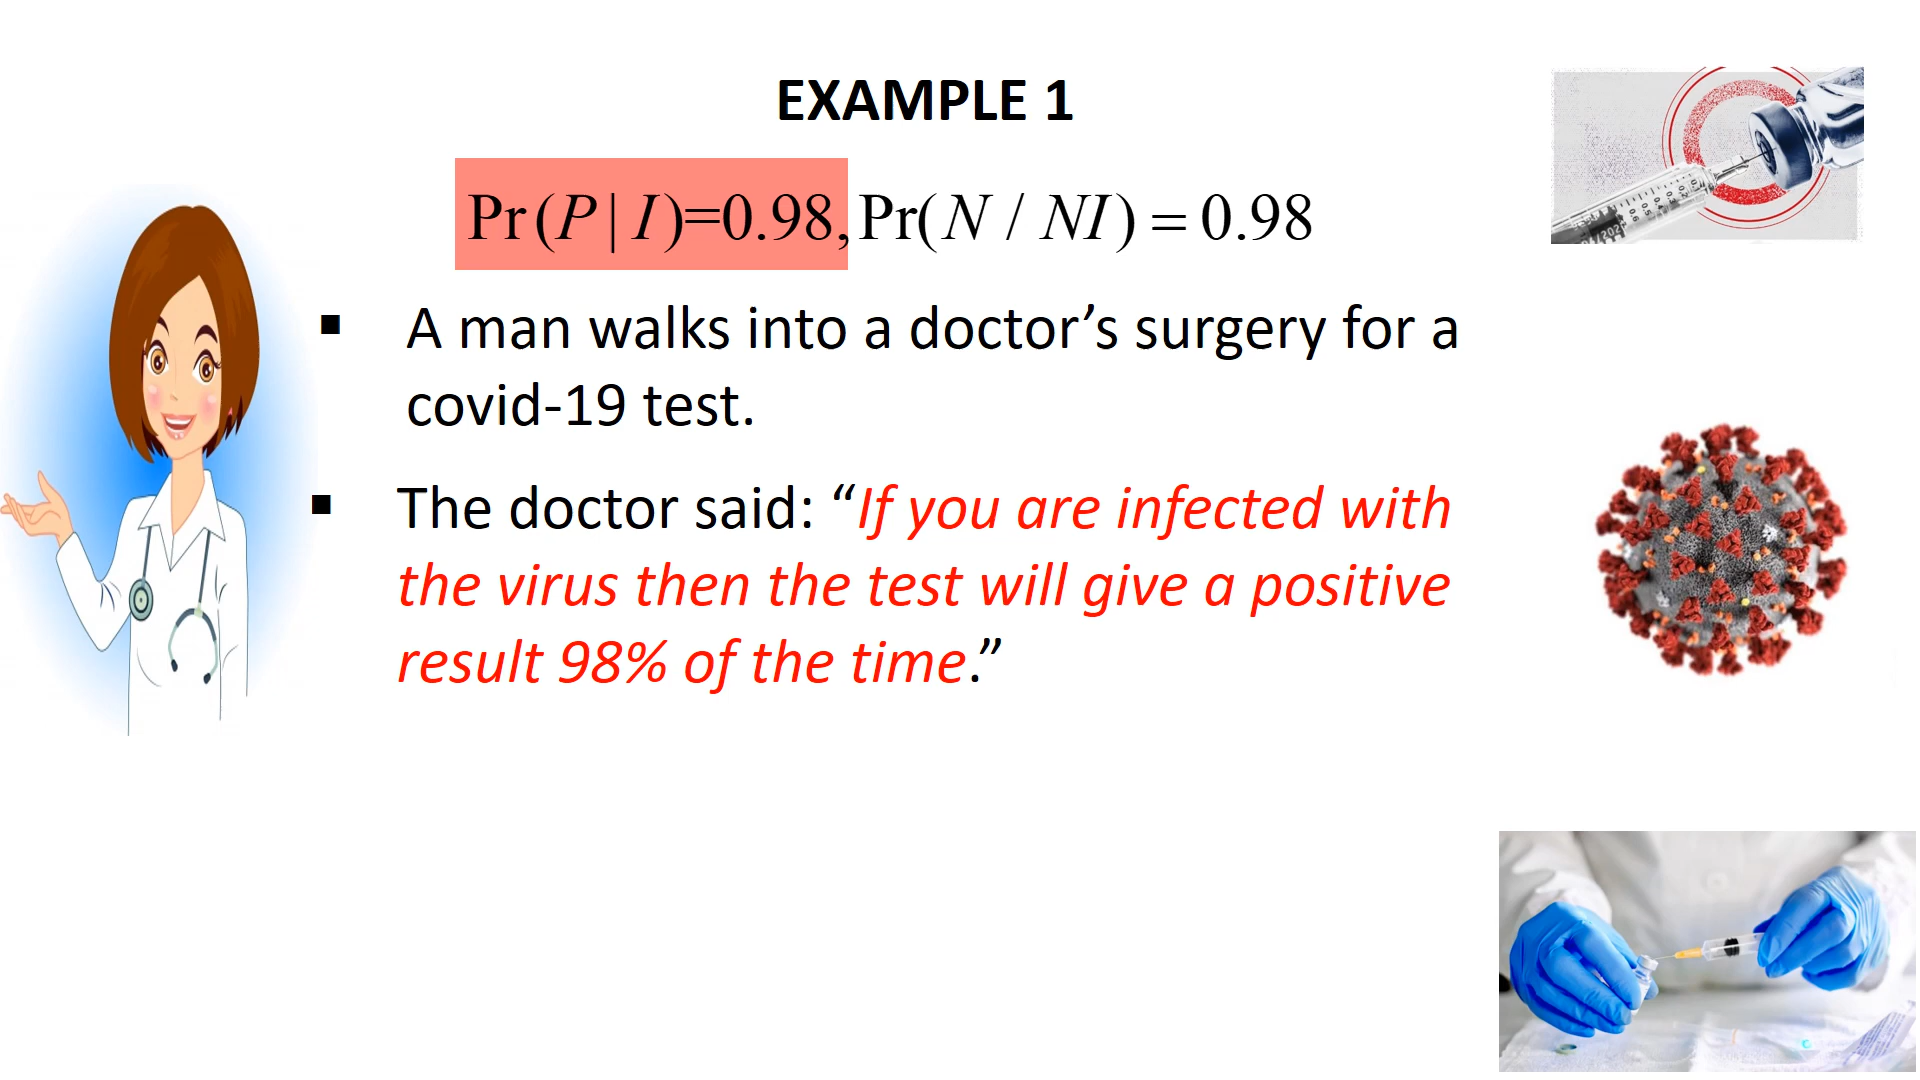 EXAMPLE 1
Pr(P | I)=0.98, Pr(N / NI) = 0.98
▪ A man walks into a doctor’s surgery for a
covid-19 test.
▪ The doctor said: “If you are infected with
the virus then the test will give a positive
result 98% of the time.”